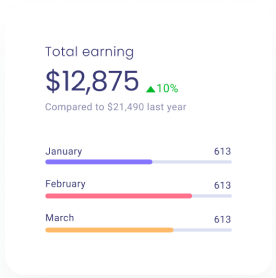 Total earning
$12,875 ▲10%
Compared to $21,490 last year
January 613
February 613
March 613